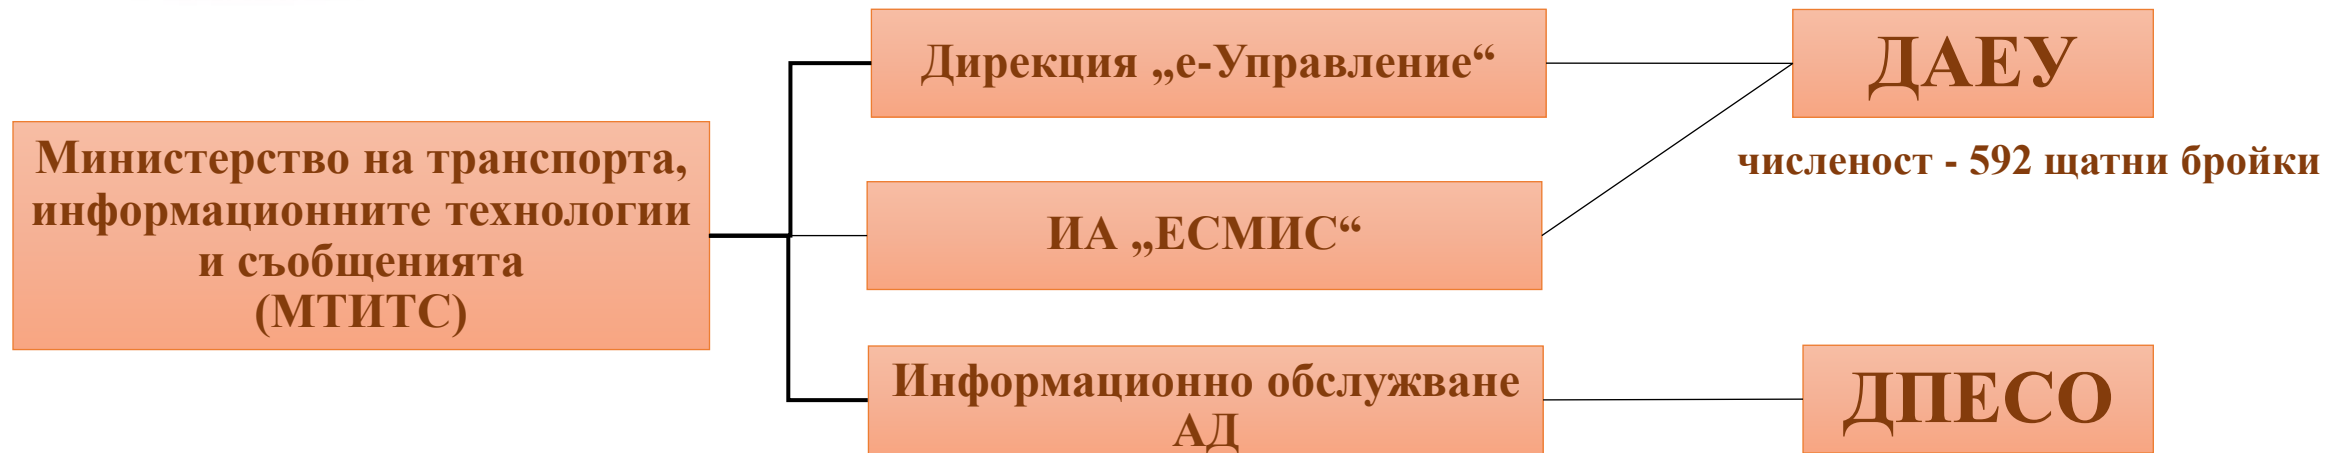 Министерство на транспорта,
информационните технологии
и съобщенията
(МТИТС)
Дирекция „е-Управление“
ИА „ЕСМИС“
Информационно обслужване
АД
ДАЕУ
численост - 592 щатни бройки
ДПЕСО